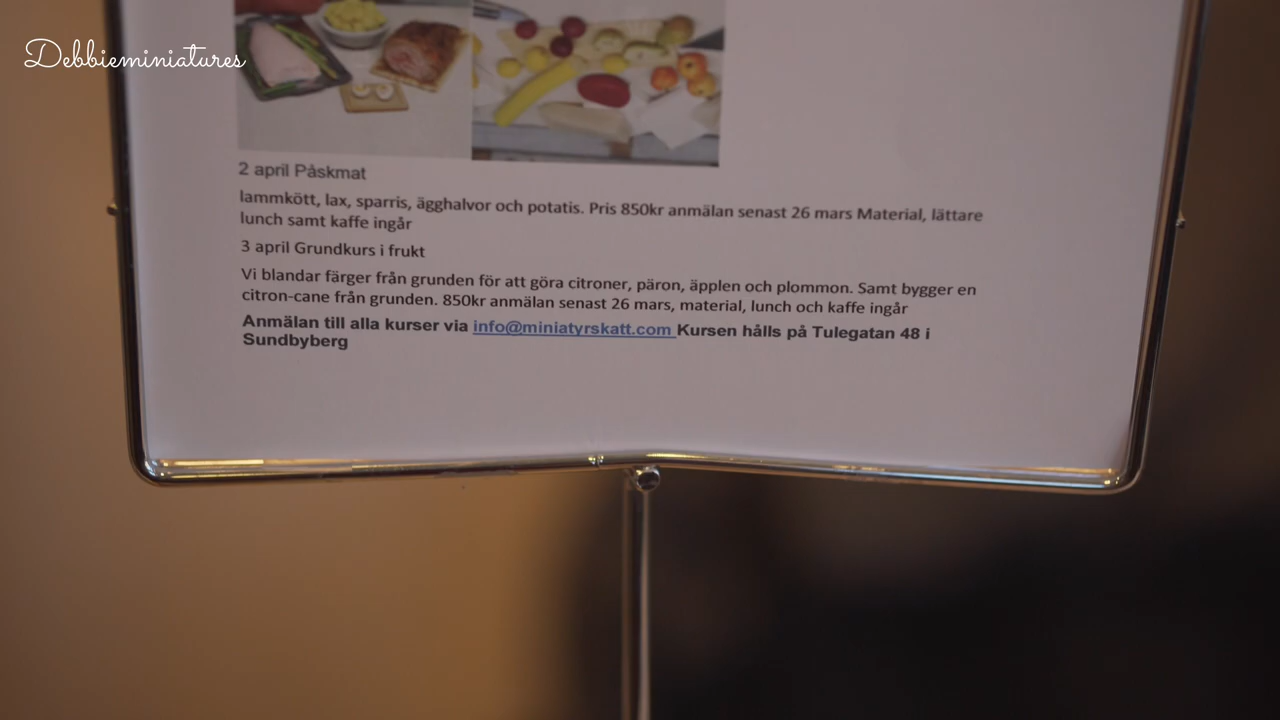 Debbieminiatures
2 april Påskmat
lammkött, lax, sparris, ägghalvor och potatis. Pris 850kr anmälan senast 26 mars Material, lättare
lunch samt kaffe ingår
3 april Grundkurs i frukt
Vi blandar färger från grunden för att göra citroner, päron, äpplen och plommon. Samt bygger en
citron-cane från grunden. 850kr anmälan senast 26 mars, material, lunch och kaffe ingår
Anmälan till alla kurser via info@miniatyrskatt.com Kursen hålls på Tulegatan 48 i
Sundbyberg